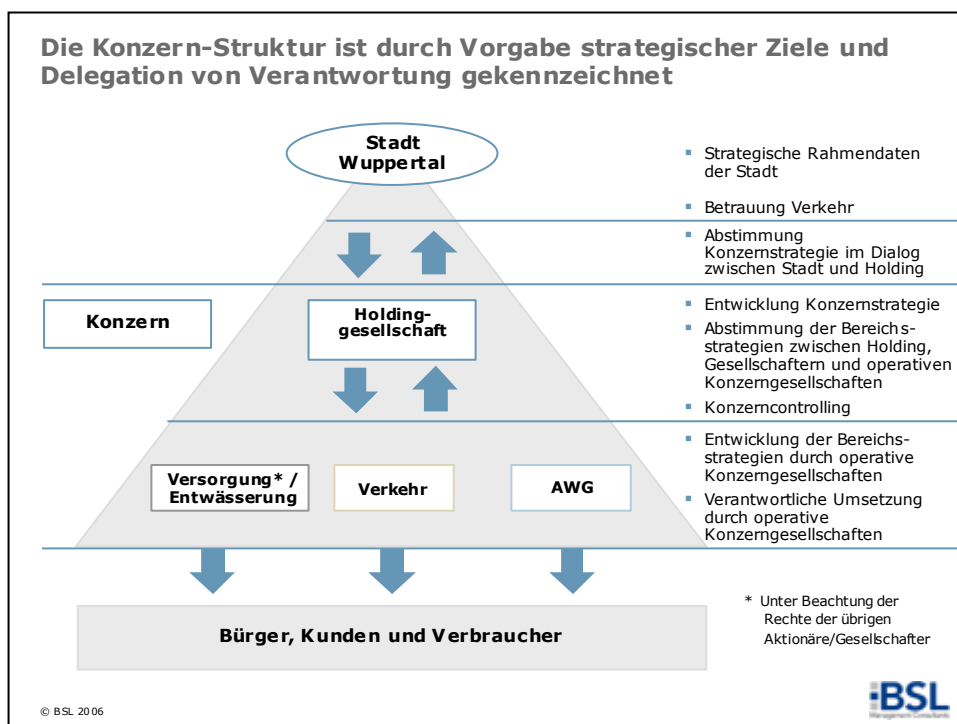 Die Konzern-Struktur ist durch Vorgabe strategischer Ziele und
Delegation von Verantwortung gekennzeichnet
Stadt
Wuppertal
▪ Strategische Rahmendaten
der Stadt
▪ Betrauung Verkehr
▪ Abstimmung
Konzernstrategie im Dialog
zwischen Stadt und Holding
Konzern
Holding-
gesellschaft
▪ Entwicklung Konzernstrategie
▪ Abstimmung der Bereichs-
strategien zwischen Holding,
Gesellschaftern und operativen
Konzerngesellschaften
▪ Konzerncontrolling
Versorgung* /
Entwässerung
Verkehr
AWG
▪ Entwicklung der Bereichs-
strategien durch operative
Konzerngesellschaften
▪ Verantwortliche Umsetzung
durch operative
Konzerngesellschaften
Bürger, Kunden und Verbraucher
* Unter Beachtung der
Rechte der übrigen
Aktionäre/Gesellschafter
© BSL 2006
BSL
Management Consultants